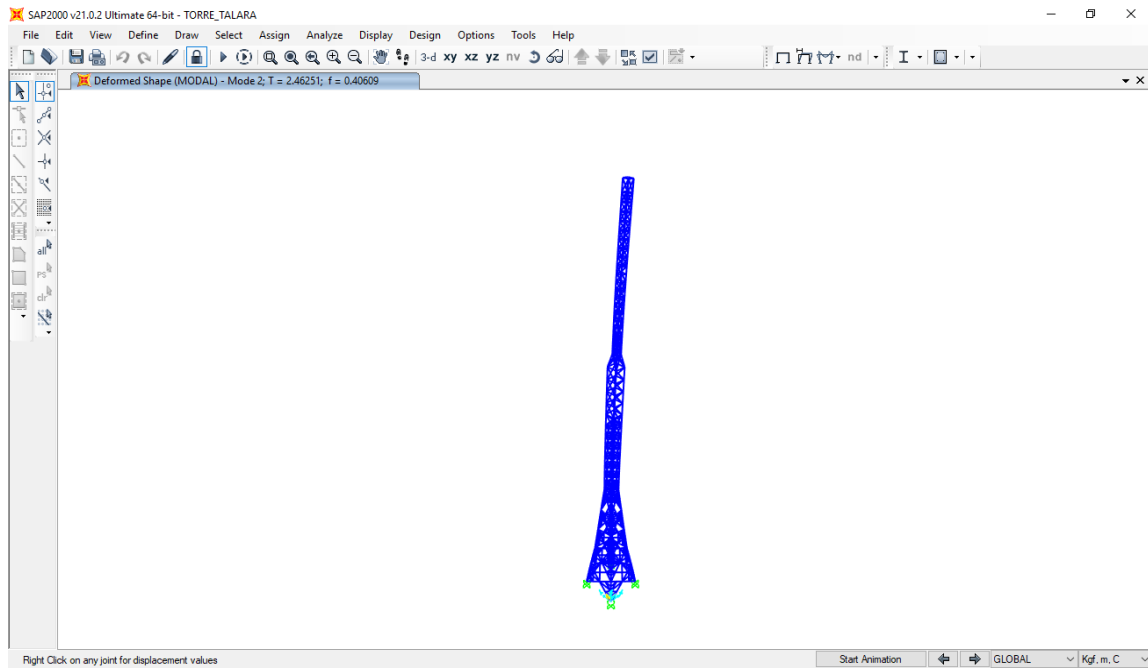 SAP2000 v21.0.2 Ultimate 64-bit - TORRE_TALARA
File Edit View Define Draw Select Assign Analyze Display Design Options Tools Help
3-d xy xz yz nv nd
Deformed Shape (MODAL) - Mode 2; T = 2.46251; f = 0.40609
all
PS
clr
Right Click on any joint for displacement values
Start Animation
GLOBAL
Kgf, m, C